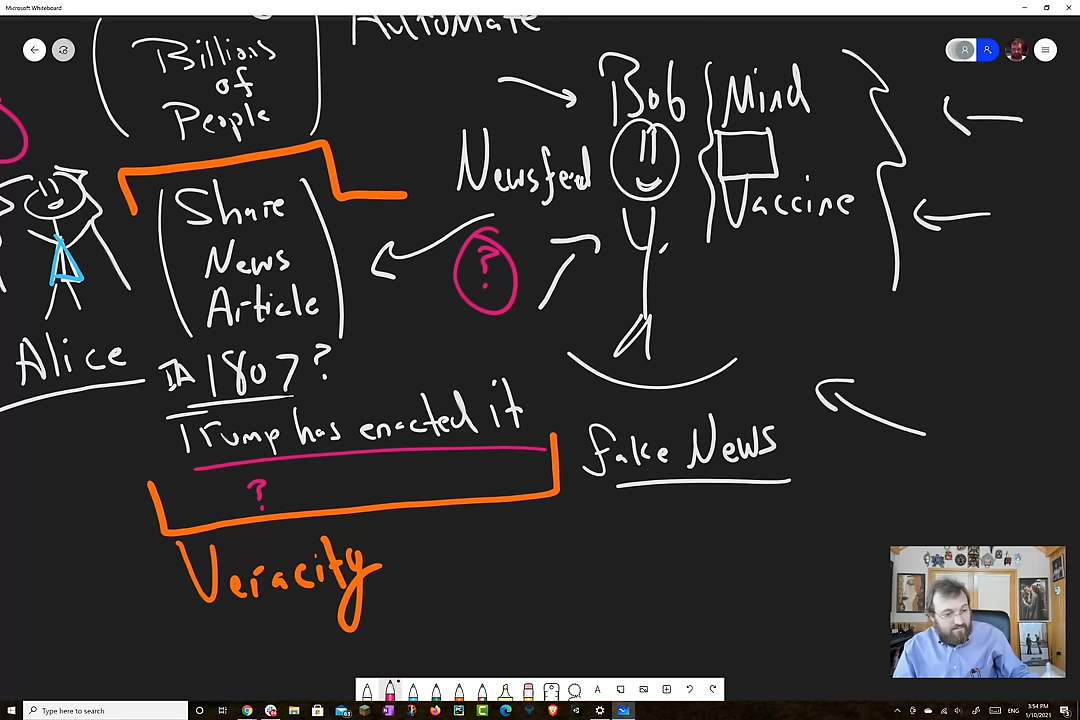 Microsoft Whiteboard
Automate
Billions
of
People
Bob
Mind
Newsfeed
Vaccine
Share
News
Article
?
Alice
IA 1807?
Trump has enacted it
Fake News
?
Veracity
Type here to search
ENG
3:54 PM
1/10/2021